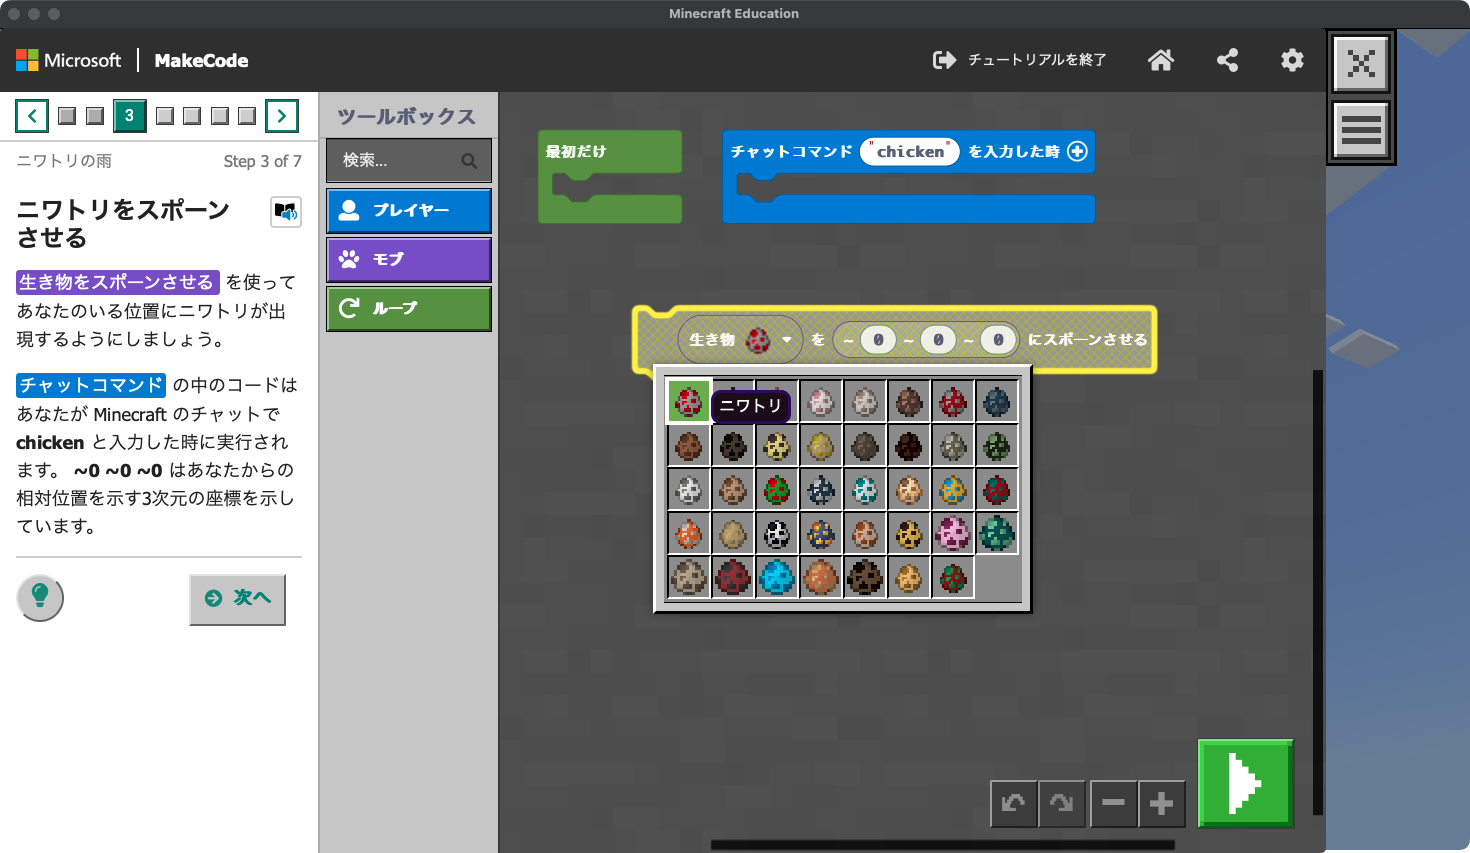 Minecraft Education
Microsoft | MakeCode
チュートリアルを終了
3
ニワトリの雨
Step 3 of 7
ニワトリをスポーン
させる
生き物をスポーンさせる を使って
あなたのいる位置にニワトリが出
現するようにしましょう。
チャットコマンド の中のコードは
あなたが Minecraft のチャットで
chicken と入力した時に実行され
ます。 ~0 ~0 ~0 はあなたからの
相対位置を示す3次元の座標を示し
ています。
次へ
ツールボックス
検索...
プレイヤー
モブ
ループ
最初だけ
チャットコマンド "chicken" を入力した時
生き物 を ~ 0 ~ 0 ~ 0 にスポーンさせる
ニワトリ